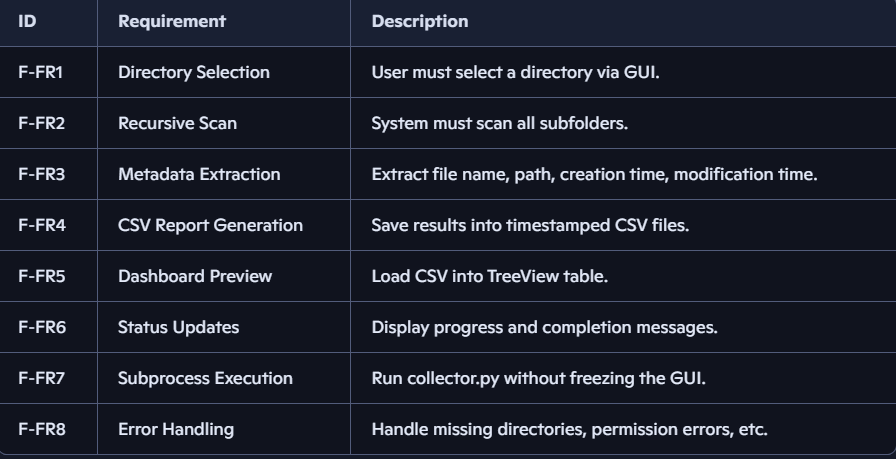 ID Requirement Description
F-FR1 Directory Selection User must select a directory via GUI.
F-FR2 Recursive Scan System must scan all subfolders.
F-FR3 Metadata Extraction Extract file name, path, creation time, modification time.
F-FR4 CSV Report Generation Save results into timestamped CSV files.
F-FR5 Dashboard Preview Load CSV into TreeView table.
F-FR6 Status Updates Display progress and completion messages.
F-FR7 Subprocess Execution Run collector.py without freezing the GUI.
F-FR8 Error Handling Handle missing directories, permission errors, etc.